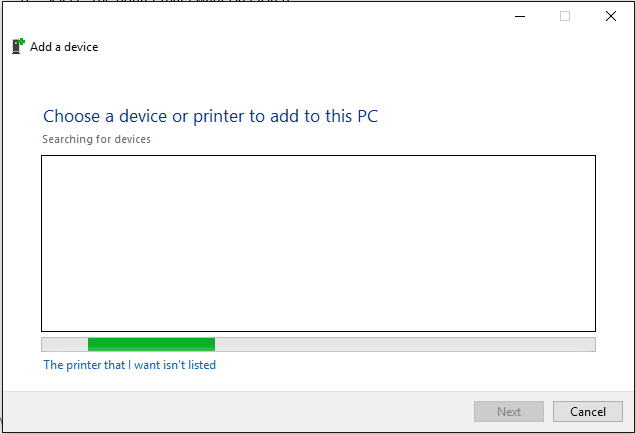 Add a device
Choose a device or printer to add to this PC
Searching for devices
The printer that I want isn't listed
Next
Cancel